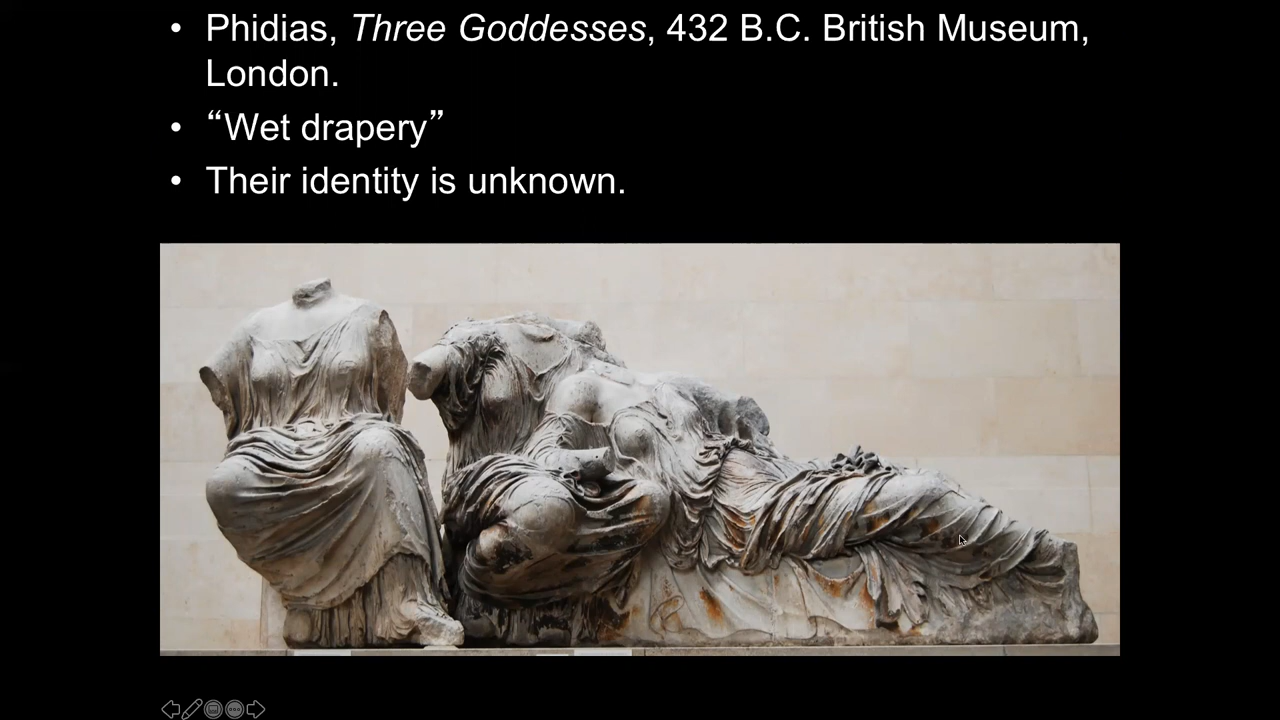 • Phidias, Three Goddesses, 432 B.C. British Museum,
London.
• “Wet drapery”
• Their identity is unknown.